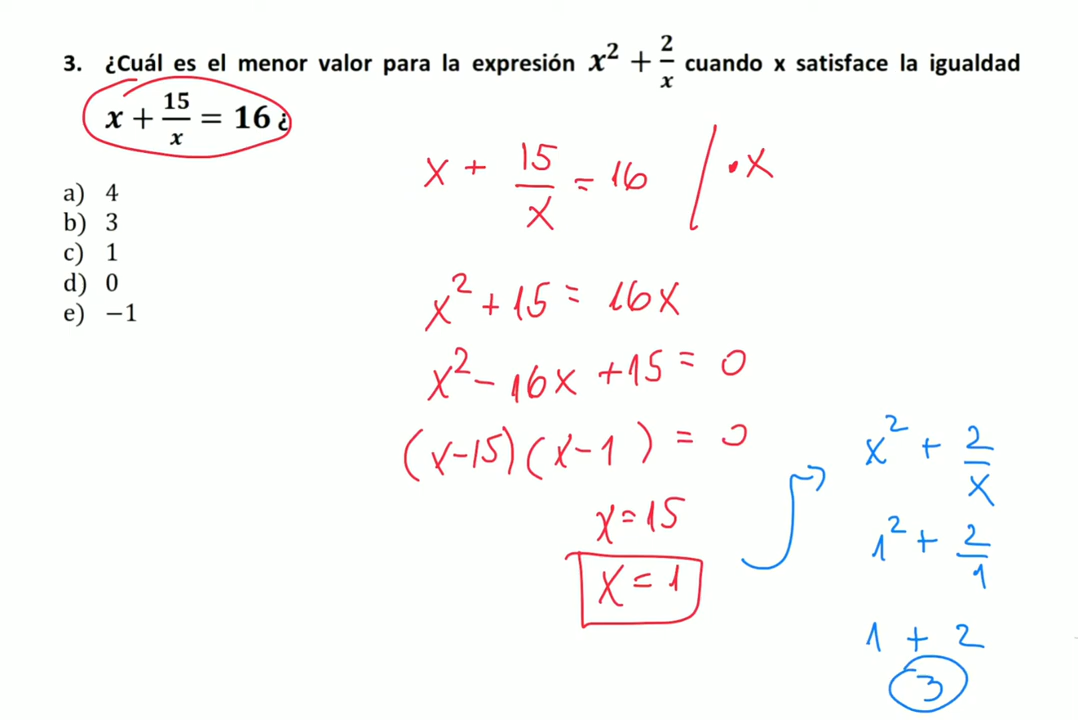 3. ¿Cuál es el menor valor para la expresión x² + 2/x cuando x satisface la igualdad
x + 15/x = 16 ¿
a) 4
b) 3
c) 1
d) 0
e) −1
x + 15/x = 16 / • x
x² + 15 = 16x
x² - 16x + 15 = 0
(x-15)(x-1) = 0
x = 15
x = 1
x² + 2/x
1² + 2/1
1 + 2
3